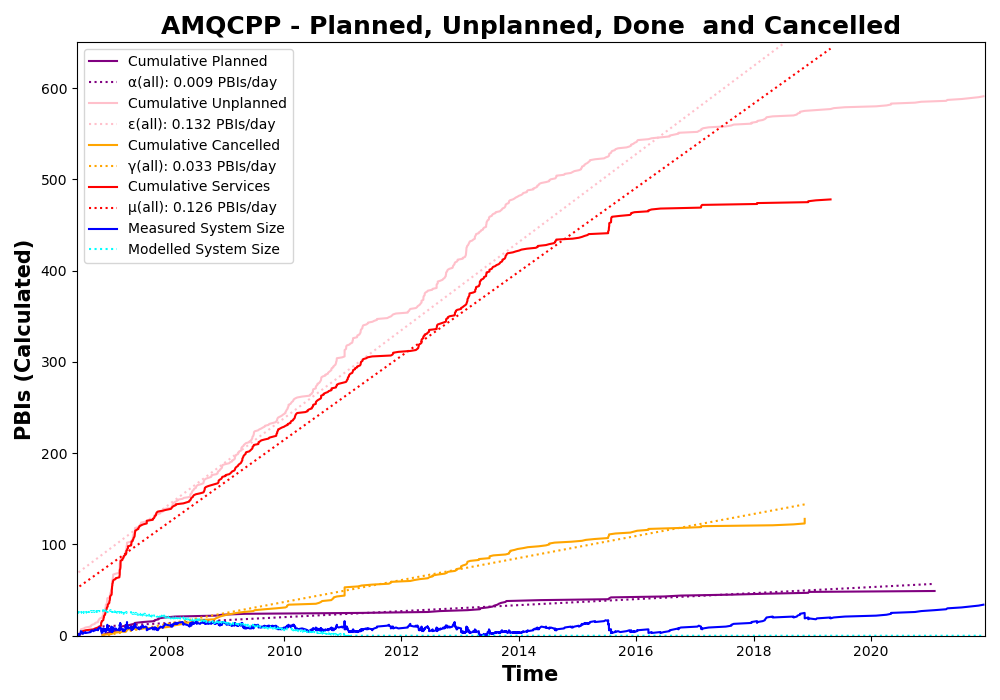 AMQCPP - Planned, Unplanned, Done  and Cancelled
Cumulative Planned
α(all): 0.009 PBIs/day
Cumulative Unplanned
ε(all): 0.132 PBIs/day
Cumulative Cancelled
γ(all): 0.033 PBIs/day
Cumulative Services
μ(all): 0.126 PBIs/day
Measured System Size
Modelled System Size
PBIs (Calculated)
600
500
400
300
200
100
0
2008 2010 2012 2014 2016 2018 2020
Time